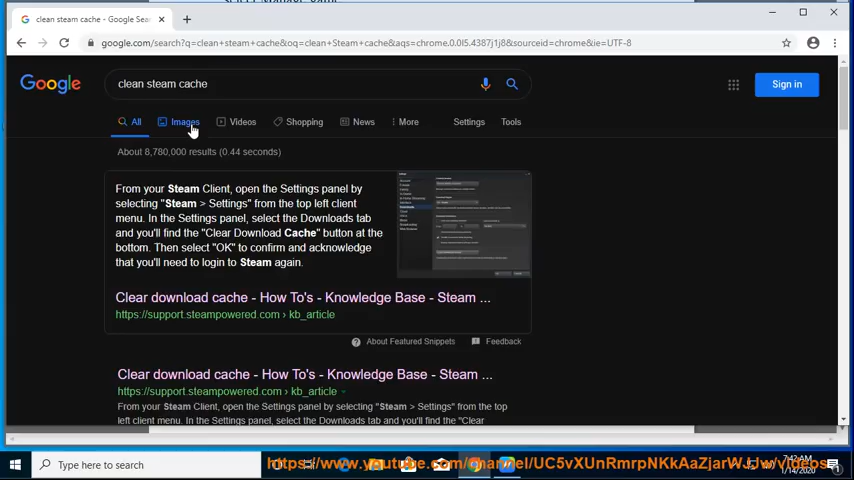 clean steam cache - Google Sea
google.com/search?q=clean+steam+cache&oq=clean+Steam+cache&aqs=chrome.0.0l5.4387j1j8&sourceid=chrome&ie=UTF-8
Google
clean steam cache
Sign in
All
Images
Videos
Shopping
News
More
Settings
Tools
About 8,780,000 results (0.44 seconds)
From your Steam Client, open the Settings panel by
selecting "Steam > Settings" from the top left client
menu. In the Settings panel, select the Downloads tab
and you'll find the "Clear Download Cache" button at the
bottom. Then select "OK" to confirm and acknowledge
that you'll need to login to Steam again.
Clear download cache - How To's - Knowledge Base - Steam ...
https://support.steampowered.com › kb_article
About Featured Snippets
Feedback
Clear download cache - How To's - Knowledge Base - Steam ...
https://support.steampowered.com › kb_article
From your Steam Client, open the Settings panel by selecting "Steam > Settings" from the top
left client menu. In the Settings panel, select the Downloads tab and you'll find the "Clear
Type here to search
7:42 AM
1/14/2020